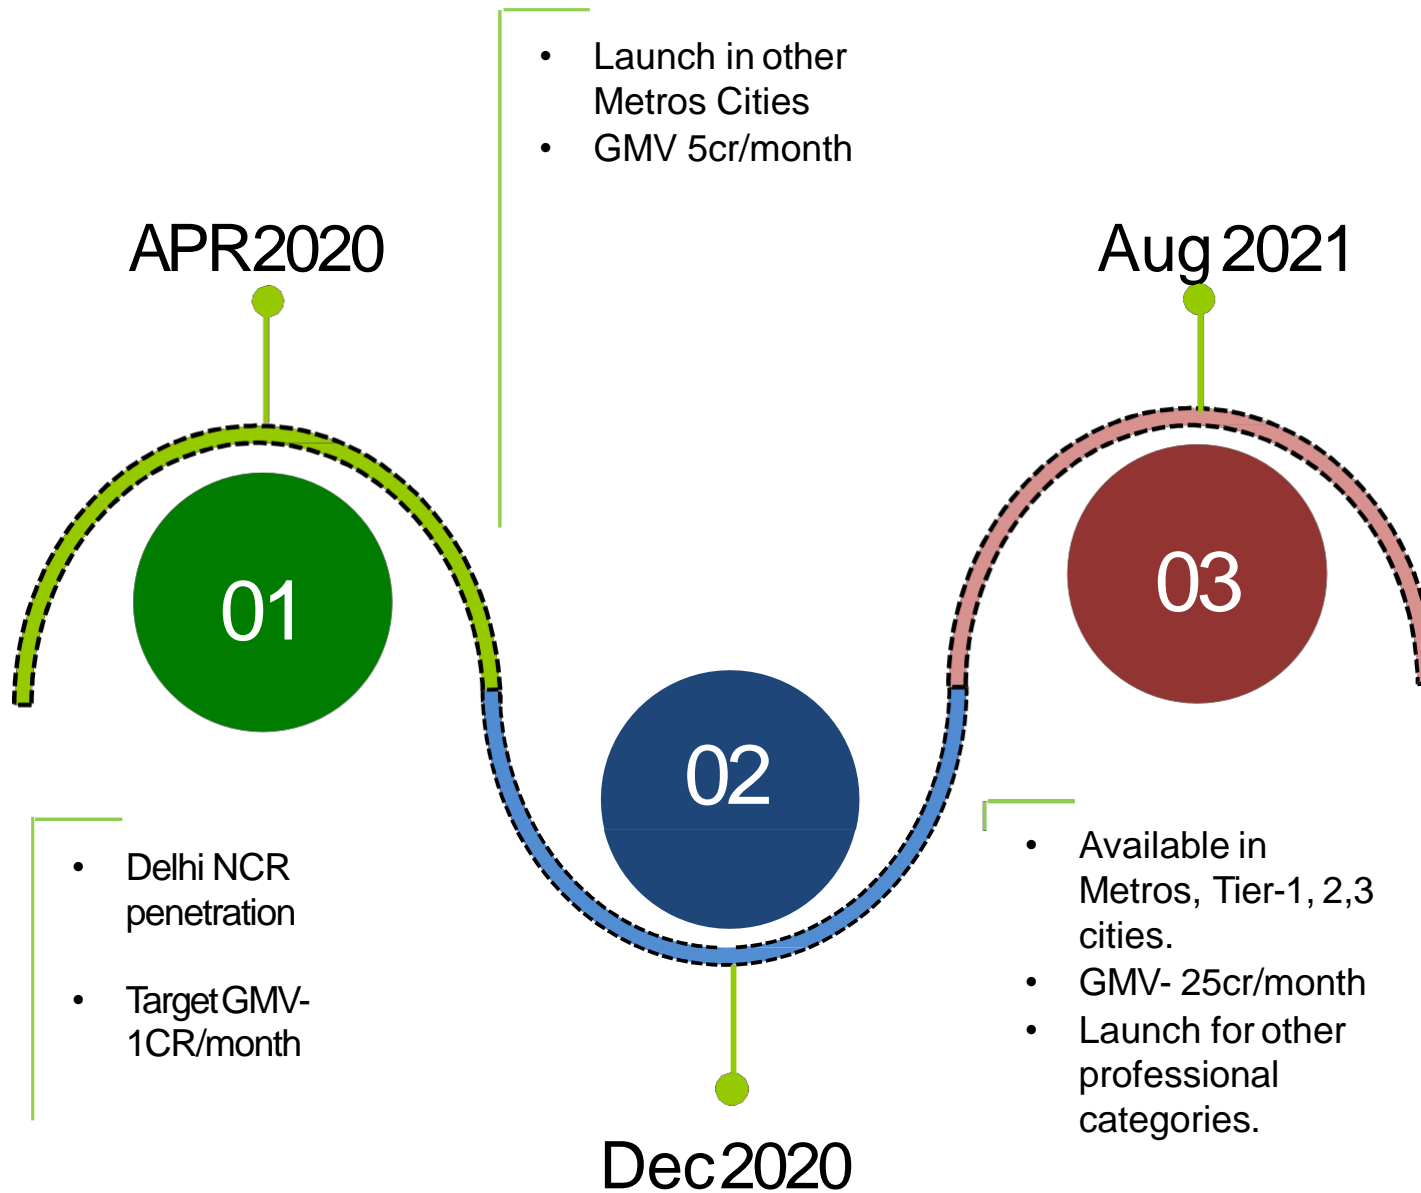 • Launch in other
Metros Cities
• GMV 5cr/month
APR 2020
Aug 2021
01
03
02
• Delhi NCR
penetration
• Target GMV-
1CR/month
• Available in
Metros, Tier-1, 2,3
cities.
• GMV- 25cr/month
• Launch for other
professional
categories.
Dec 2020